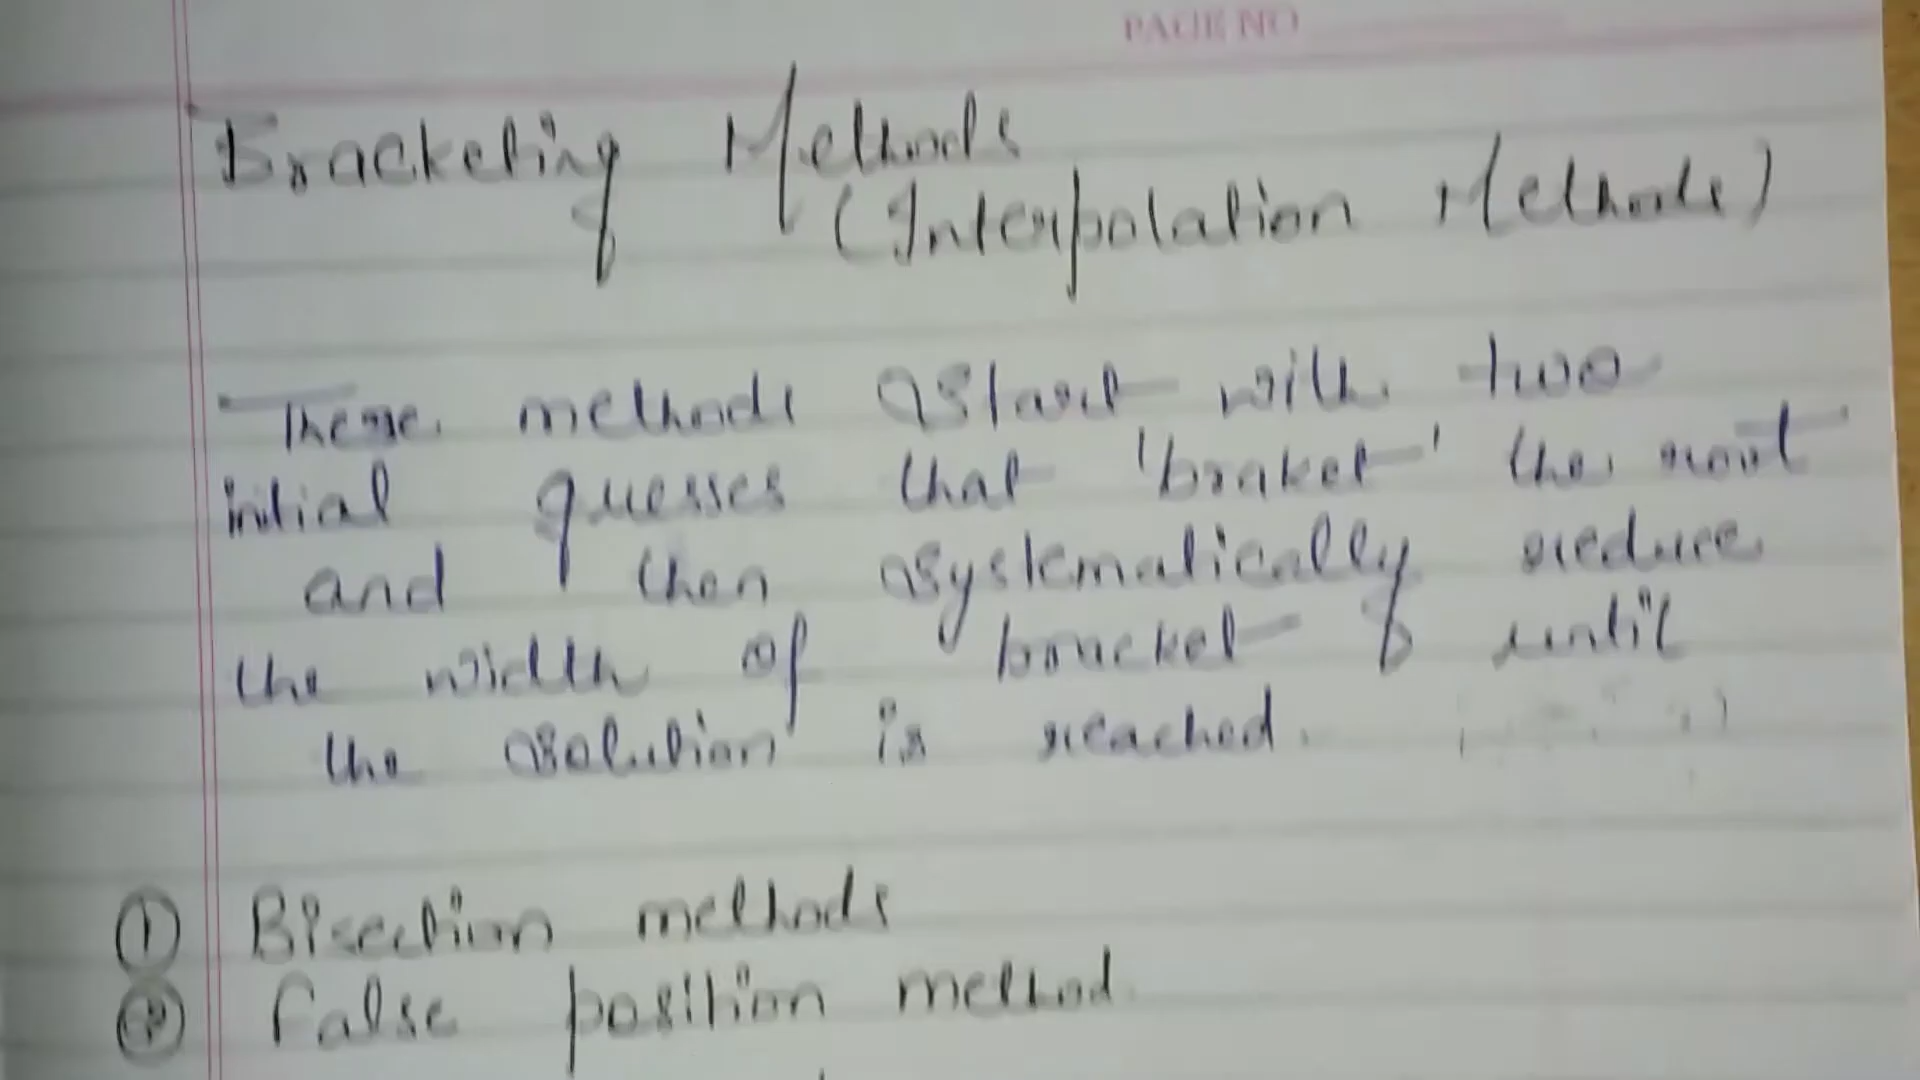 PAGE NO
Bracketing Methods
(Interpolation Methods)
These methods start with two
initial guesses that 'braket' the root
and then systematically reduce
the width of bracket until
the solution is reached.
① Bisection methods
② False position method